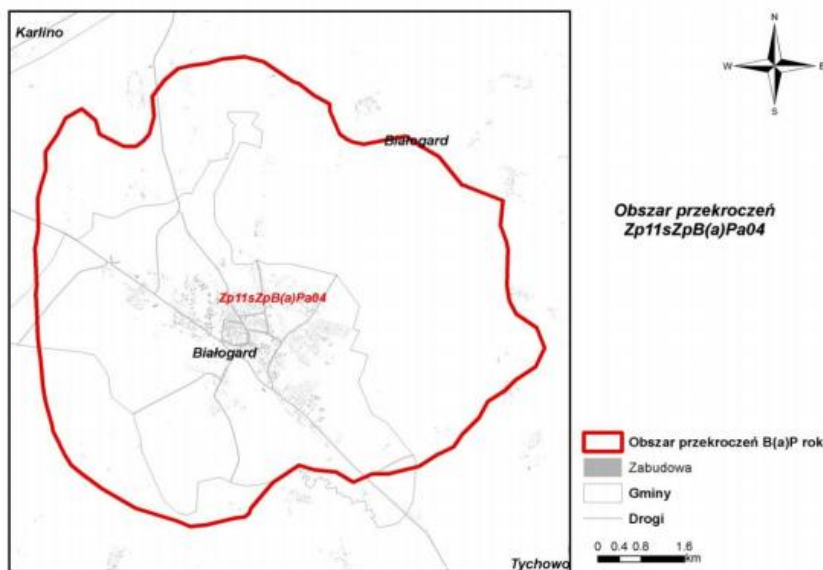 Karlino
Białogard
Zp11sZpB(a)Pa04
Białogard
Tychowo
N
W
E
S
Obszar przekroczeń
Zp11sZpB(a)Pa04
Obszar przekroczeń B(a)P rok
Zabudowa
Gminy
Drogi
0 0.4 0.8 1.6
km